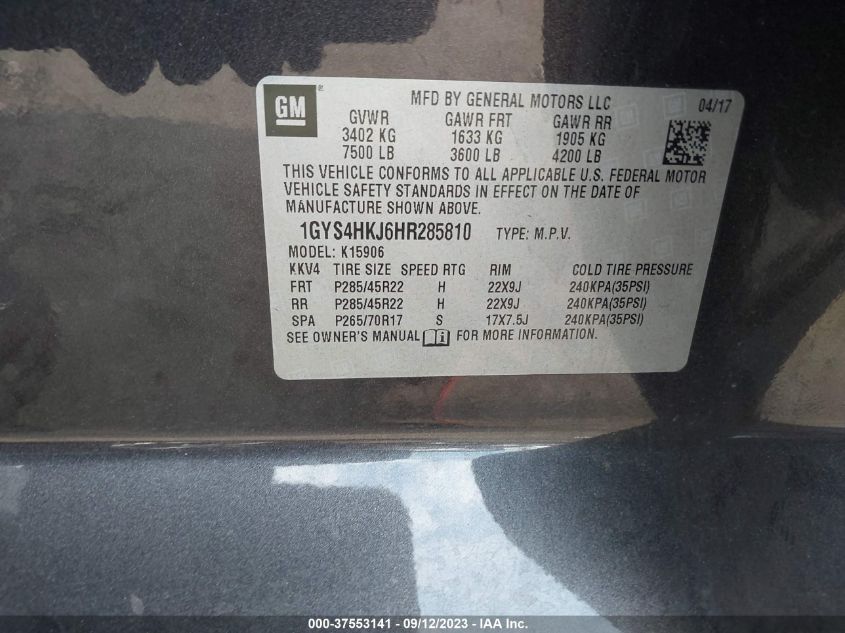 GM
®
MFD BY GENERAL MOTORS LLC 04/17
GVWR GAWR FRT GAWR RR
3402 KG 1633 KG 1905 KG
7500 LB 3600 LB 4200 LB
THIS VEHICLE CONFORMS TO ALL APPLICABLE U.S. FEDERAL MOTOR
VEHICLE SAFETY STANDARDS IN EFFECT ON THE DATE OF
MANUFACTURE SHOWN ABOVE.
1GYS4HKJ6HR285810 TYPE: M.P.V.
MODEL: K15906
KKV4 TIRE SIZE SPEED RTG RIM COLD TIRE PRESSURE
FRT P285/45R22 H 22X9J 240KPA(35PSI)
RR P285/45R22 H 22X9J 240KPA(35PSI)
SPA P265/70R17 S 17X7.5J 240KPA(35PSI)
SEE OWNER'S MANUAL i FOR MORE INFORMATION.
000-37553141 - 09/12/2023 - IAA Inc.